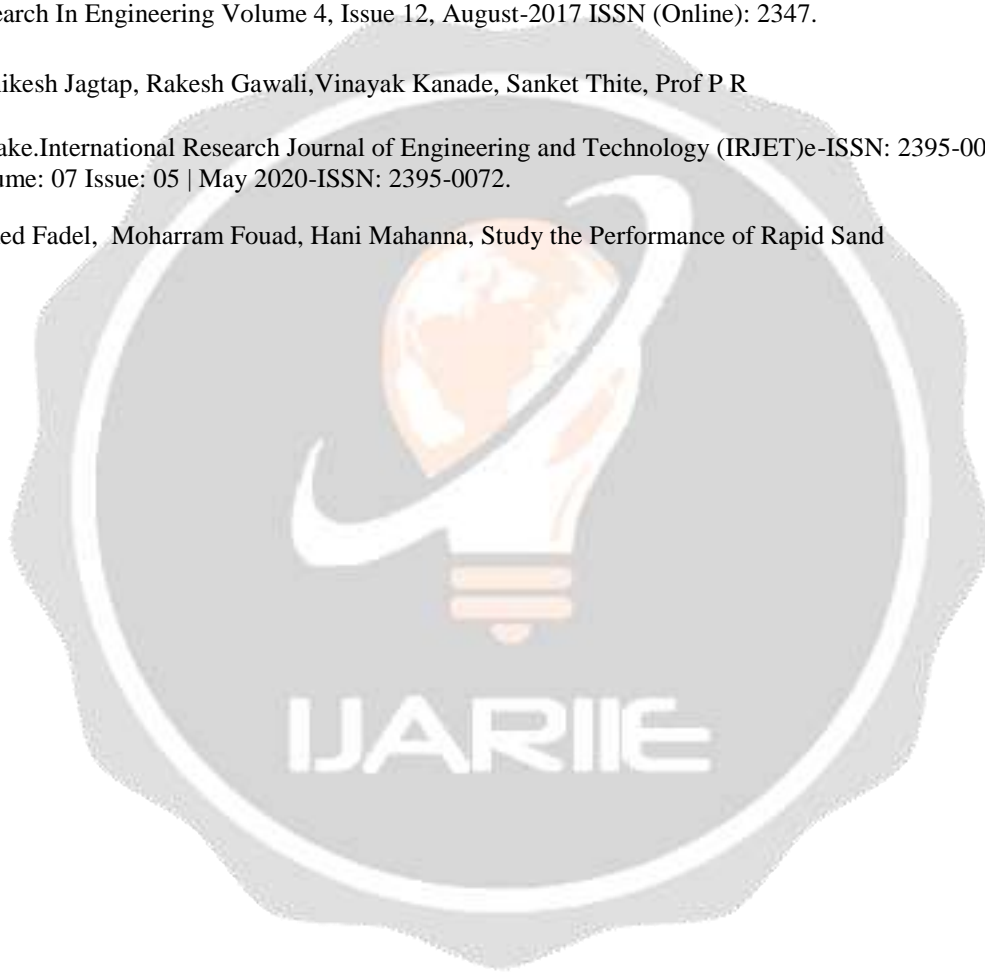 earch In Engineering Volume 4, Issue 12, August-2017 ISSN (Online): 2347.
ikesh Jagtap, Rakesh Gawali,Vinayak Kanade, Sanket Thite, Prof P R
ake.International Research Journal of Engineering and Technology (IRJET)e-ISSN: 2395-00
ume: 07 Issue: 05 | May 2020-ISSN: 2395-0072.
ed Fadel, Moharram Fouad, Hani Mahanna, Study the Performance of Rapid Sand
IJARIIE